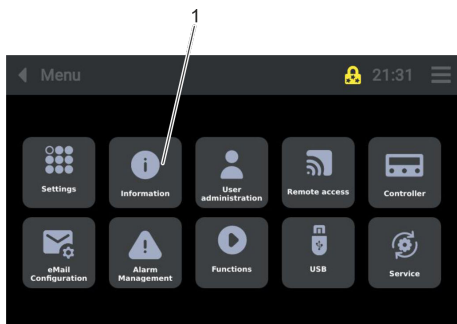 1
Menu
21:31
Settings
Information
User
administration
Remote access
Controller
eMail
Configuration
Alarm
Management
Functions
USB
Service